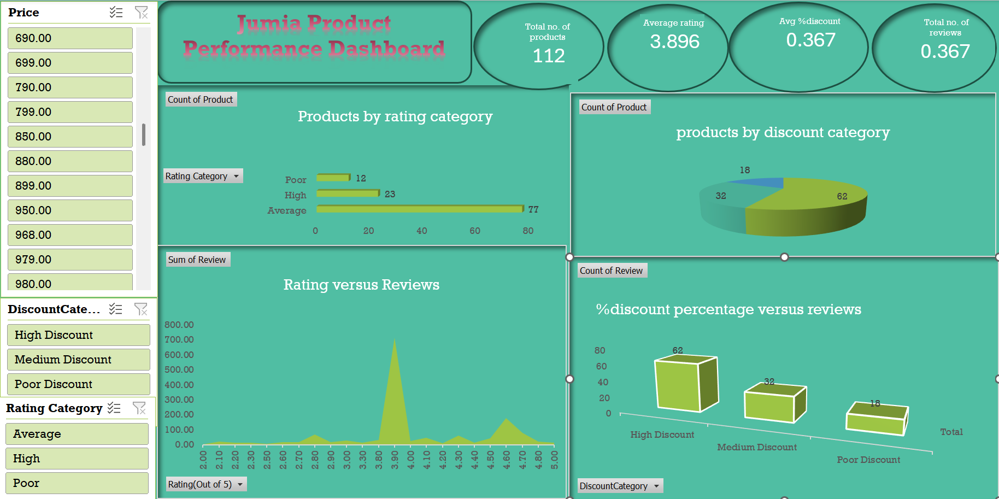 Price
690.00
699.00
790.00
799.00
850.00
880.00
899.00
950.00
968.00
979.00
980.00
DiscountCate...
High Discount
Medium Discount
Poor Discount
Rating Category
Average
High
Poor
Jumia Product
Performance Dashboard
Total no. of
products
112
Average rating
3.896
Avg %discount
0.367
Total no. of
reviews
0.367
Count of Product
Products by rating category
Rating Category
Poor
12
High
23
Average
77
0 20 40 60 80
Count of Product
products by discount category
18
32
62
Sum of Review
Rating versus Reviews
800.00
700.00
600.00
500.00
400.00
300.00
200.00
100.00
0.00
2.00 2.10 2.20 2.30 2.50 2.60 2.70 2.80 2.90 3.00 3.30 3.80 3.90 4.00 4.10 4.20 4.30 4.40 4.50 4.60 4.70 4.80 5.00
Rating(Out of 5)
Count of Review
%discount percentage versus reviews
80
60
40
20
0
62
32
18
High Discount
Medium Discount
Poor Discount
Total
DiscountCategory